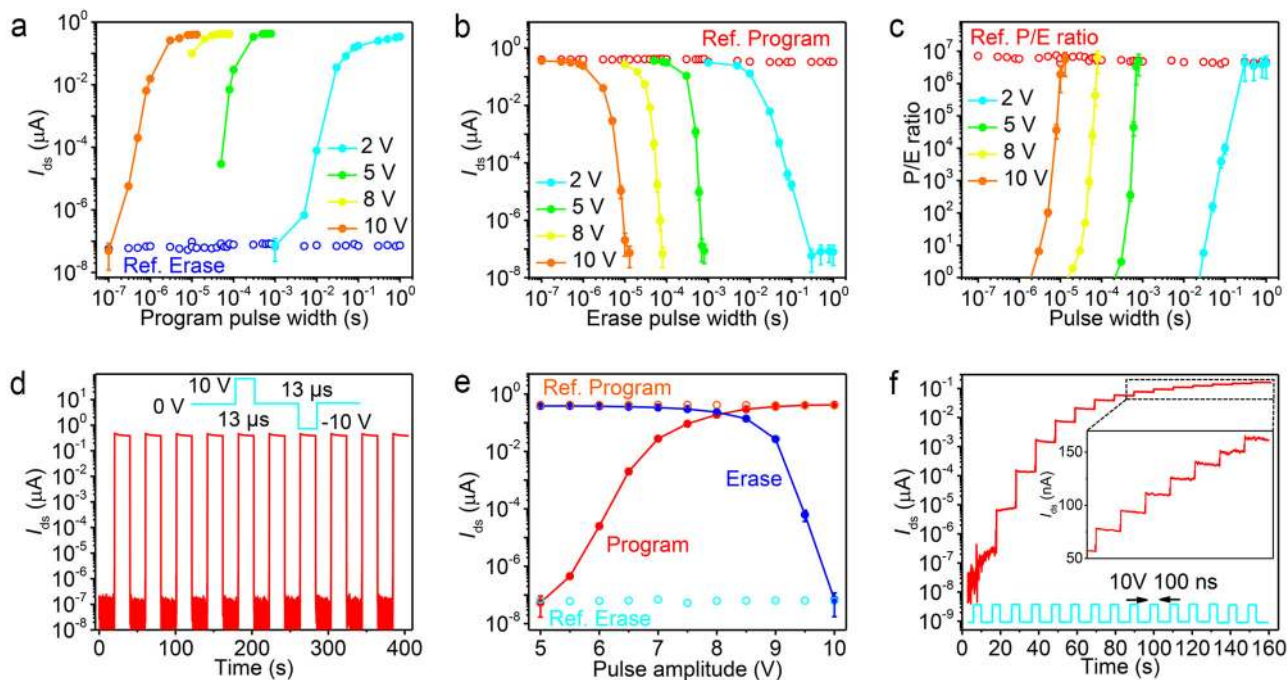 a
I_ds (μA)
10^0
10^-2
10^-4
10^-6
10^-8
2 V
5 V
8 V
10 V
Ref. Erase
10^-7 10^-6 10^-5 10^-4 10^-3 10^-2 10^-1 10^0
Program pulse width (s)
b
I_ds (μA)
10^1
10^0
10^-1
10^-2
10^-3
10^-4
10^-5
10^-6
10^-7
10^-8
Ref. Program
2 V
5 V
8 V
10 V
10^-7 10^-6 10^-5 10^-4 10^-3 10^-2 10^-1 10^0
Erase pulse width (s)
c
P/E ratio
10^7
10^6
10^5
10^4
10^3
10^2
10^1
10^0
Ref. P/E ratio
2 V
5 V
8 V
10 V
10^-7 10^-6 10^-5 10^-4 10^-3 10^-2 10^-1 10^0
Pulse width (s)
d
I_ds (μA)
10^1
10^0
10^-1
10^-2
10^-3
10^-4
10^-5
10^-6
10^-7
10^-8
10 V 13 μs
0 V
13 μs -10 V
0 100 200 300 400
Time (s)
e
I_ds (μA)
10^0
10^-2
10^-4
10^-6
10^-8
Ref. Program
Erase
Program
Ref. Erase
5 6 7 8 9 10
Pulse amplitude (V)
f
I_ds (μA)
10^-1
10^-2
10^-3
10^-4
10^-5
10^-6
10^-7
10^-8
10^-9
I_ds (nA)
150
100
50
10V 100 ns
0 20 40 60 80 100 120 140 160
Time (s)